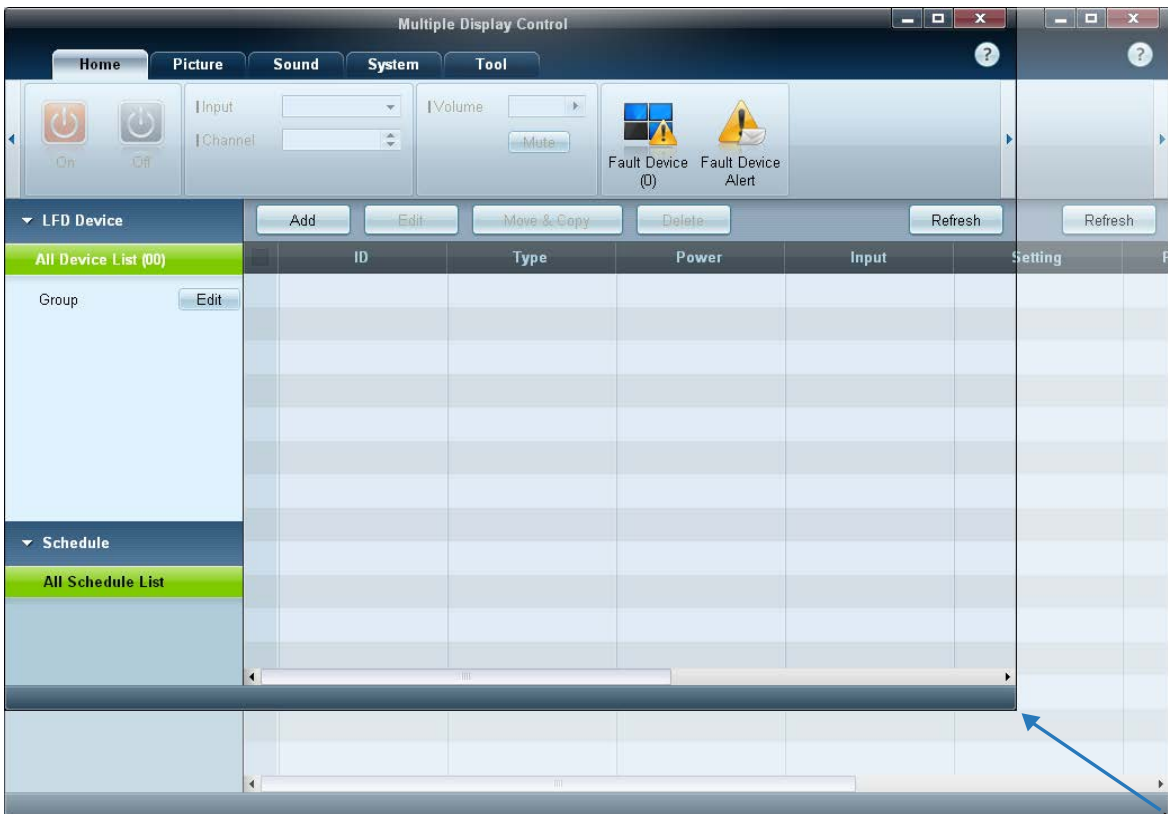 Multiple Display Control
Home Picture Sound System Tool
? ?
Input
Volume
Channel
Mute
On Off
Fault Device (0)
Fault Device Alert
LFD Device
Add Edit Move & Copy Delete Refresh Refresh
All Device List (00)
ID Type Power Input Setting
Group Edit
Schedule
All Schedule List